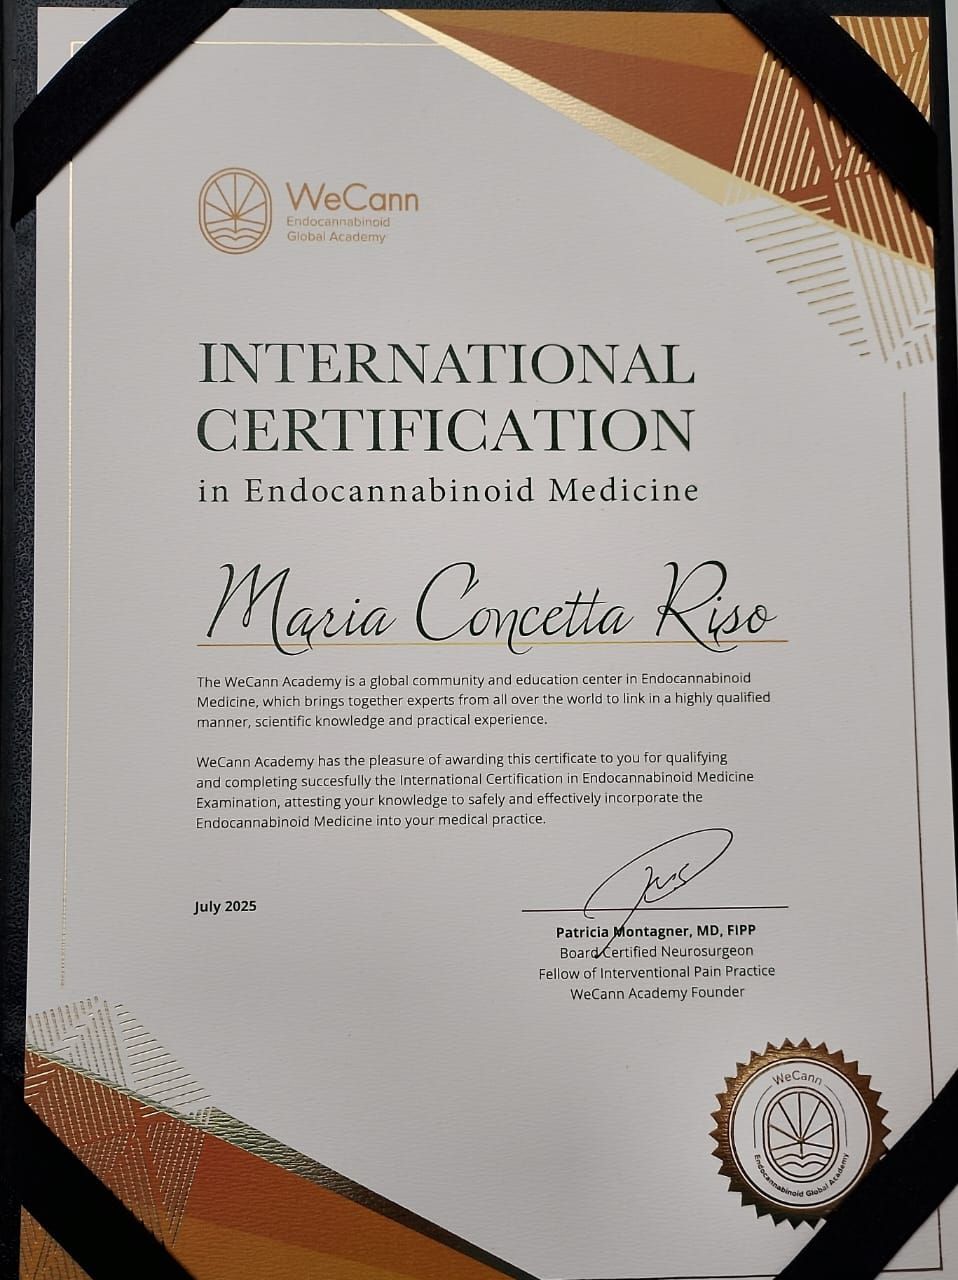 WeCann
Endocannabinoid
Global Academy
INTERNATIONAL
CERTIFICATION
in Endocannabinoid Medicine
Maria Concetta Riso
The WeCann Academy is a global community and education center in Endocannabinoid
Medicine, which brings together experts from all over the world to link in a highly qualified
manner, scientific knowledge and practical experience.
WeCann Academy has the pleasure of awarding this certificate to you for qualifying
and completing succesfully the International Certification in Endocannabinoid Medicine
Examination, attesting your knowledge to safely and effectively incorporate the
Endocannabinoid Medicine into your medical practice.
July 2025
Patricia Montagner, MD, FIPP
Board Certified Neurosurgeon
Fellow of Interventional Pain Practice
WeCann Academy Founder
WeCann
Endocannabinoid Global Academy